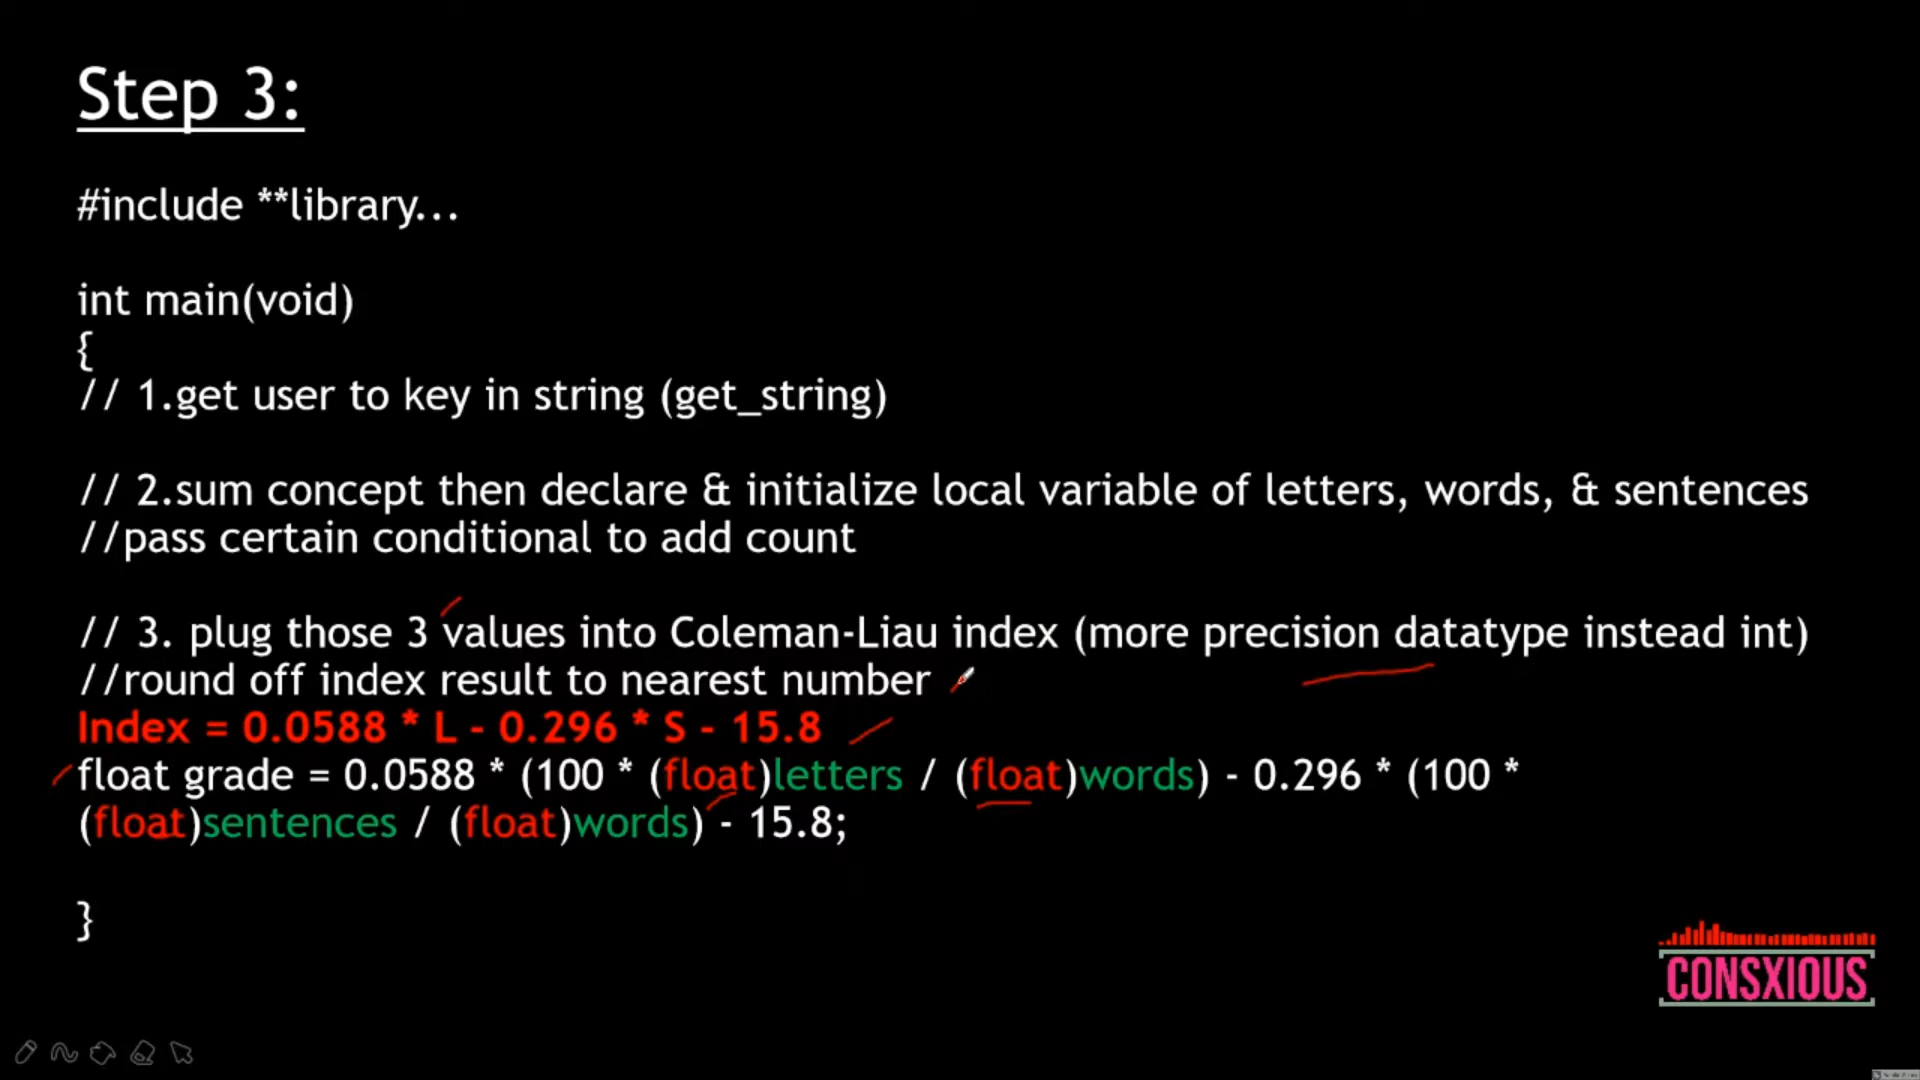 Step 3:
#include **library...
int main(void)
{
// 1.get user to key in string (get_string)
// 2.sum concept then declare & initialize local variable of letters, words, & sentences
//pass certain conditional to add count
// 3. plug those 3 values into Coleman-Liau index (more precision datatype instead int)
//round off index result to nearest number
Index = 0.0588 * L - 0.296 * S - 15.8
float grade = 0.0588 * (100 * (float)letters / (float)words) - 0.296 * (100 *
(float)sentences / (float)words) - 15.8;
}
CONSXIOUS